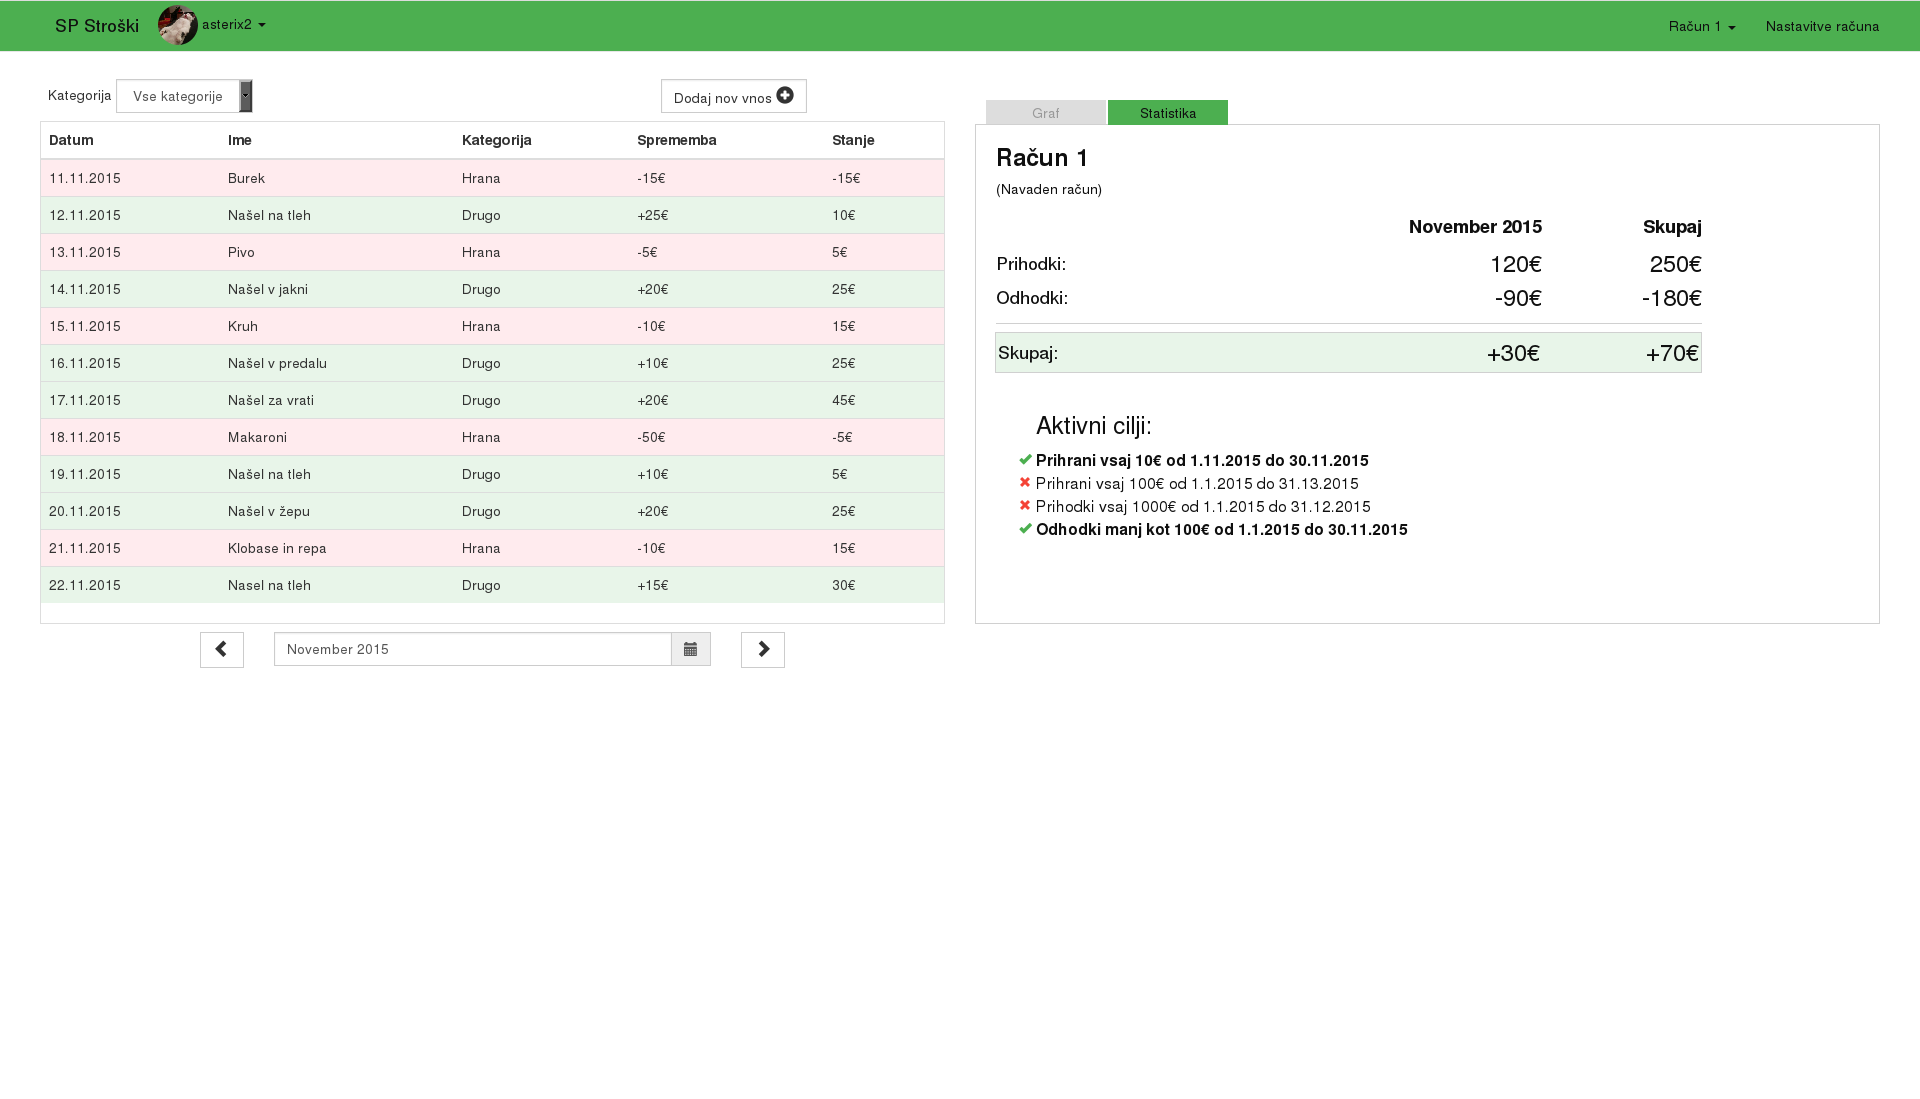 SP Stroški asterix2 Račun 1 Nastavitve računa
Kategorija Vse kategorije Dodaj nov vnos
Datum Ime Kategorija Sprememba Stanje
11.11.2015 Burek Hrana -15€ -15€
12.11.2015 Našel na tleh Drugo +25€ 10€
13.11.2015 Pivo Hrana -5€ 5€
14.11.2015 Našel v jakni Drugo +20€ 25€
15.11.2015 Kruh Hrana -10€ 15€
16.11.2015 Našel v predalu Drugo +10€ 25€
17.11.2015 Našel za vrati Drugo +20€ 45€
18.11.2015 Makaroni Hrana -50€ -5€
19.11.2015 Našel na tleh Drugo +10€ 5€
20.11.2015 Našel v žepu Drugo +20€ 25€
21.11.2015 Klobase in repa Hrana -10€ 15€
22.11.2015 Nasel na tleh Drugo +15€ 30€
November 2015
Graf Statistika
Račun 1
(Navaden račun)
November 2015 Skupaj
Prihodki: 120€ 250€
Odhodki: -90€ -180€
Skupaj: +30€ +70€
Aktivni cilji:
Prihrani vsaj 10€ od 1.11.2015 do 30.11.2015
Prihrani vsaj 100€ od 1.1.2015 do 31.13.2015
Prihodki vsaj 1000€ od 1.1.2015 do 31.12.2015
Odhodki manj kot 100€ od 1.1.2015 do 30.11.2015